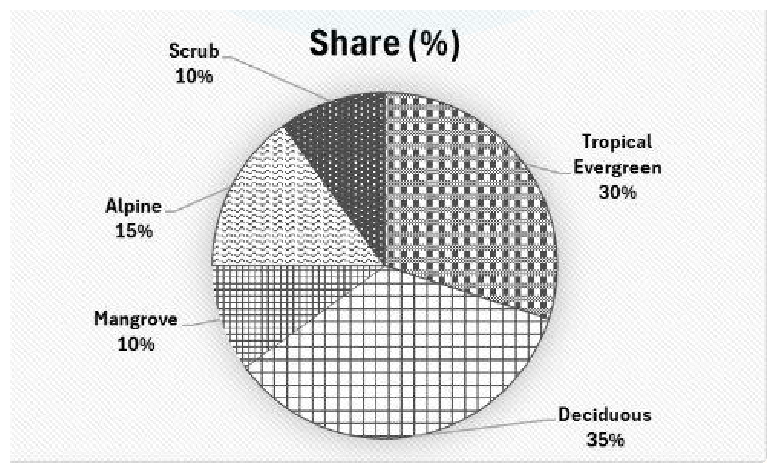 Share (%)
Scrub
10%
Tropical
Evergreen
30%
Alpine
15%
Mangrove
10%
Deciduous
35%